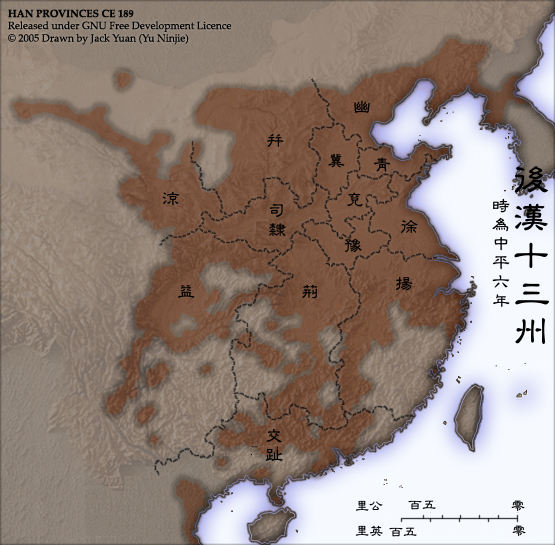 HAN PROVINCES CE 189
Released under GNU Free Development Licence
© 2005 Drawn by Jack Yuan (Yu Ninjie)
後漢十三州
時為中平六年
幽
并
冀
青
涼
司隸
兗
徐
豫
益
荊
揚
交趾
里公 百五 零
里英 百五 零